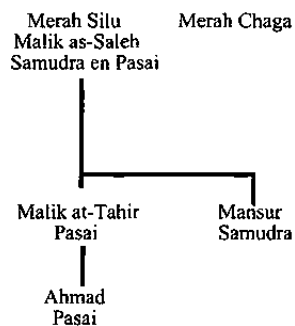 Merah Silu
Malik as-Saleh
Samudra en Pasai
Merah Chaga
Malik at-Tahir
Pasai
Mansur
Samudra
Ahmad
Pasai